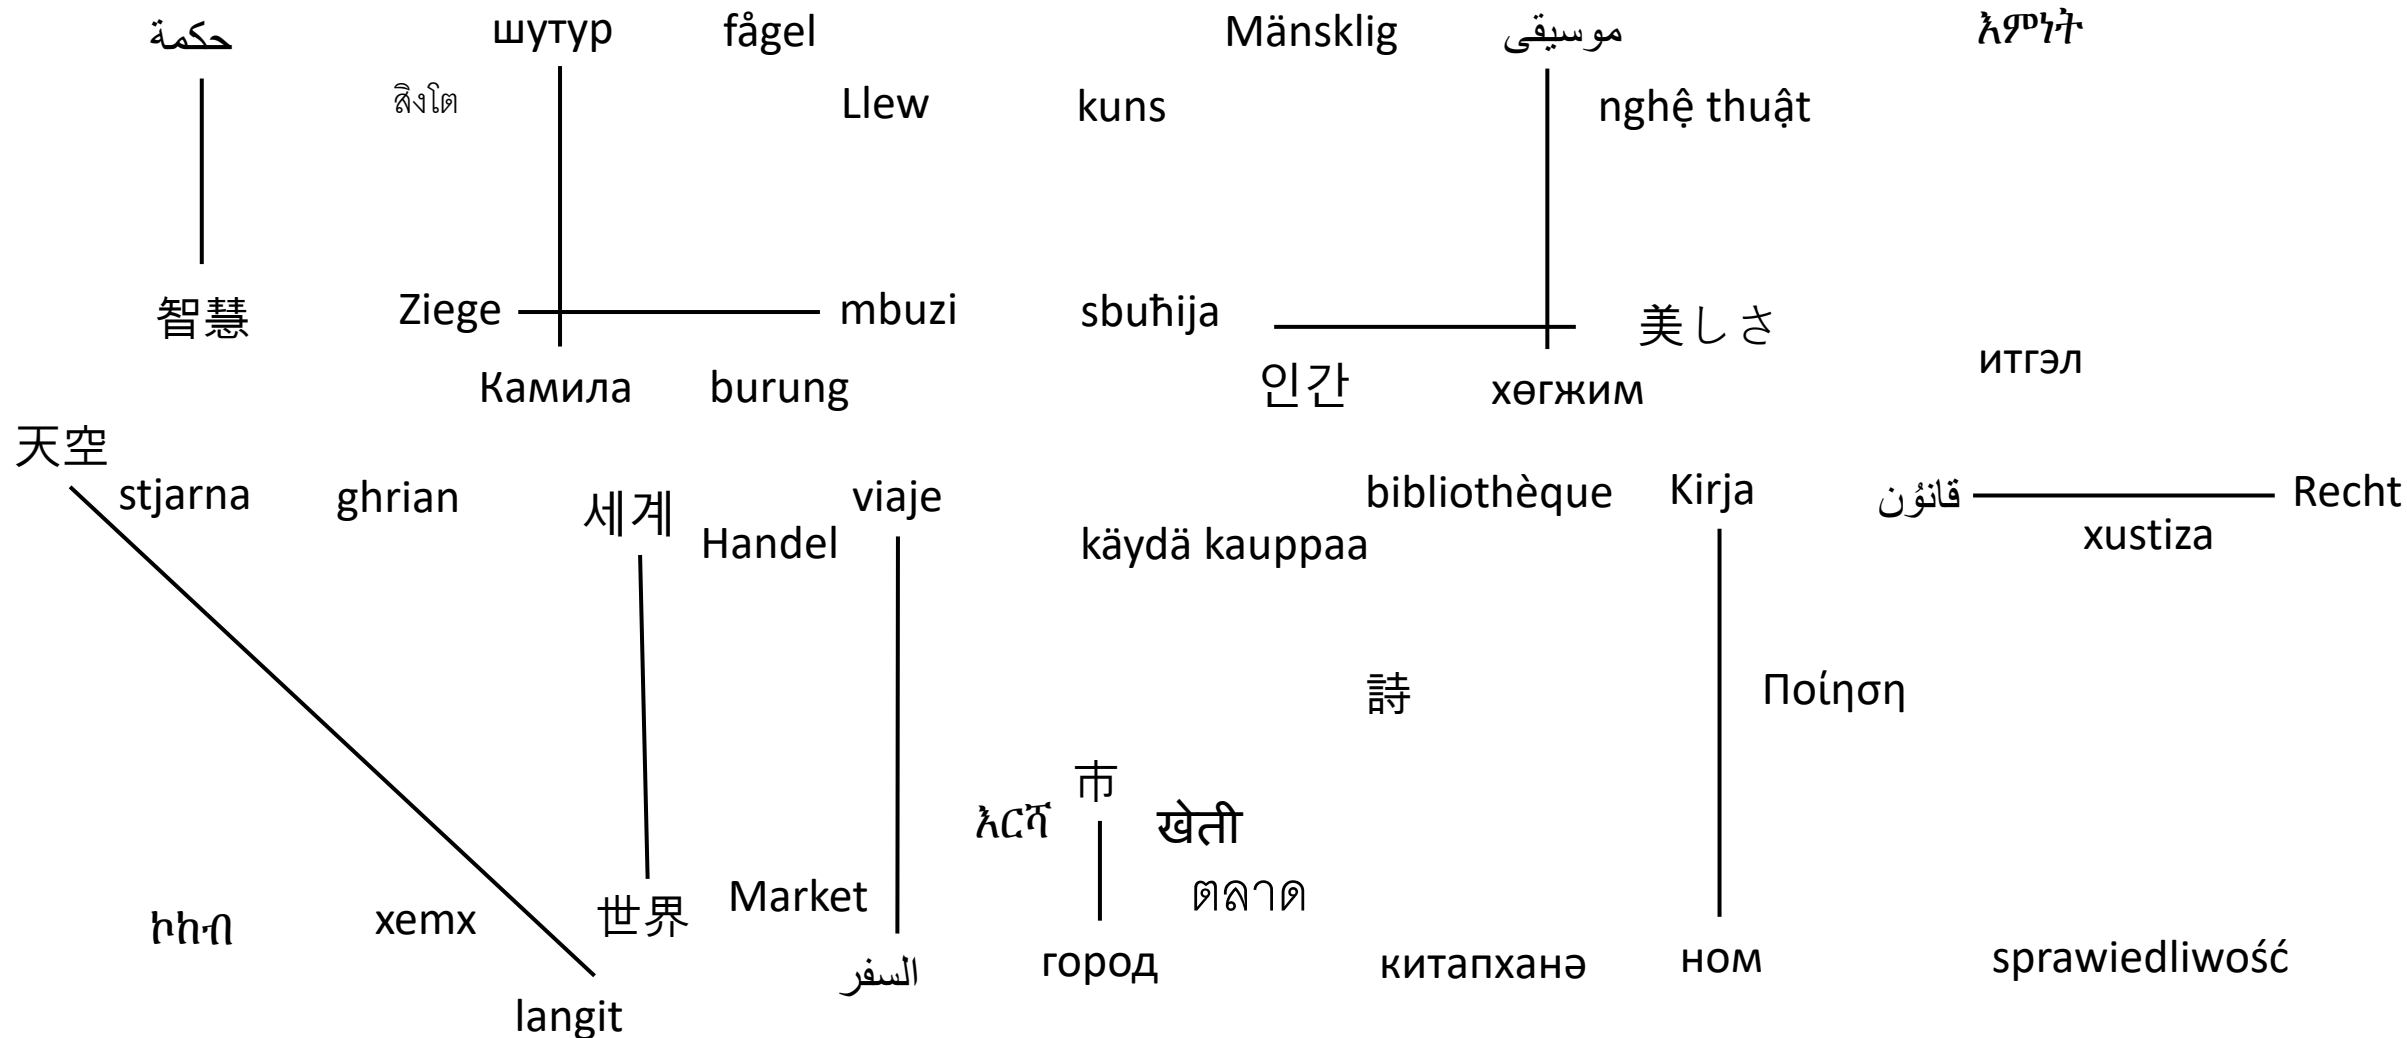 حكمة
шутур
fågel
Mänsklig
موسيقى
እምነት
สิงโต
Llew
kuns
nghệ thuật
智慧
Ziege
mbuzi
sbuħija
美しさ
итгэл
Камила
burung
인간
хөгжим
天空
stjarna
ghrian
세계
viaje
bibliothèque
Kirja
قانۇن
Recht
Handel
käydä kauppaa
xustiza
詩
Ποίηση
市
እርሻ
खेती
ตลาด
ኮከብ
xemx
世界
Market
السفر
город
китапханә
ном
sprawiedliwość
langit